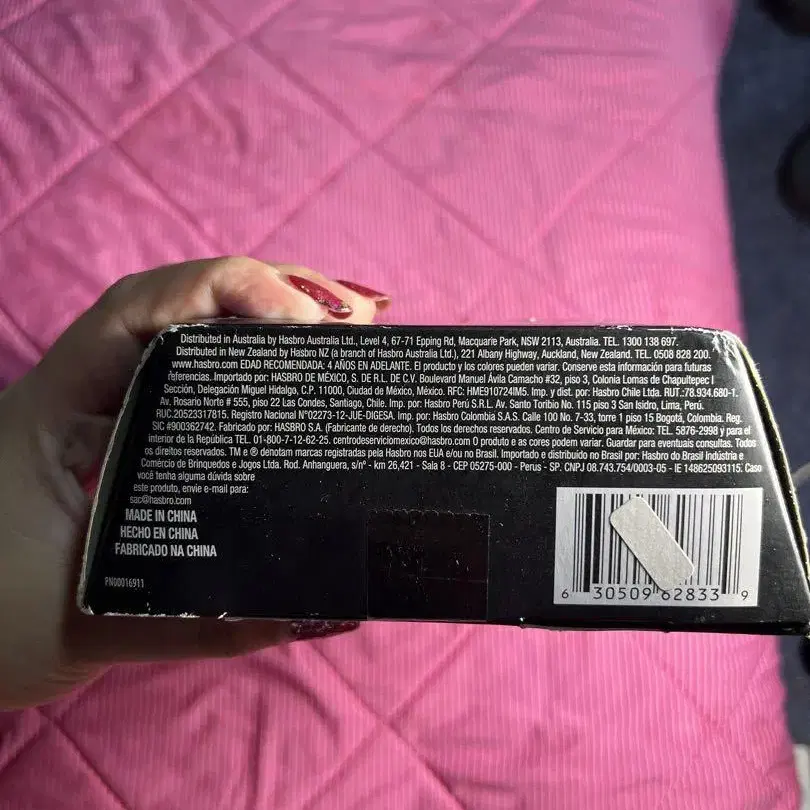 Distributed in Australia by Hasbro Australia Ltd., Level 4, 67-71 Epping Rd, Macquarie Park, NSW 2113, Australia. TEL. 1300 138 697.
Distributed in New Zealand by Hasbro NZ (a branch of Hasbro Australia Ltd.), 221 Albany Highway, Auckland, New Zealand. TEL. 0508 828 200.
www.hasbro.com EDAD RECOMENDADA: 4 AÑOS EN ADELANTE. El producto y los colores pueden variar. Conserve esta información para futuras
referencias. Importado por: HASBRO DE MÉXICO, S. DE R.L. DE C.V. Boulevard Manuel Ávila Camacho #32, piso 3, Colonia Lomas de Chapultepec I
Sección, Delegación Miguel Hidalgo, C.P. 11000, Ciudad de México, México. RFC: HME910724IM5. Imp. y dist. por: Hasbro Chile Ltda. RUT.:78.934.680-1.
Av. Rosario Norte # 555, piso 22 Las Condes, Santiago, Chile. Imp. por: Hasbro Perú S.R.L. Av. Santo Toribio No. 115 piso 3 San Isidro, Lima, Perú.
RUC.20523317815. Registro Nacional N°02273-12-JUE-DIGESA. Imp. por: Hasbro Colombia S.A.S. Calle 100 No. 7-33, torre 1 piso 15 Bogotá, Colombia. Reg.
SIC #900362742. Fabricado por: HASBRO S.A. (Fabricante de derecho). Todos los derechos reservados. Centro de Servicio para México: TEL. 5876-2998 y para el
interior de la República TEL. 01-800-7-12-62-25. centrodeserviciomexico@hasbro.com O produto e as cores podem variar. Guardar para eventuais consultas. Todos
os direitos reservados. TM e ® denotam marcas registradas pela Hasbro nos EUA e/ou no Brasil. Importado e distribuído no Brasil por: Hasbro do Brasil Indústria e
Comércio de Brinquedos e Jogos Ltda. Rod. Anhanguera, s/nº - km 26,421 - Sala 8 - CEP 05275-000 - Perus - SP. CNPJ 08.743.754/0003-05 - IE 148625093115. Caso
você tenha alguma dúvida sobre
este produto, envie e-mail para:
sac@hasbro.com
MADE IN CHINA
HECHO EN CHINA
FABRICADO NA CHINA
PN00016911
6 30509 62833 9